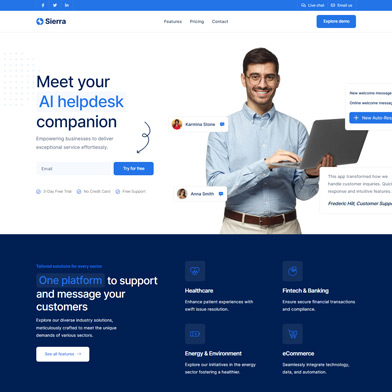 Live chat
Email us
Sierra
Features
Pricing
Contact
Explore demo
Meet your
AI helpdesk
companion
Empowering businesses to deliver
exceptional service effortlessly.
Email
Try for free
3-Day Free Trial
No Credit Card
Free Support
Karmina Stone
Anna Smith
New welcome message
Online welcome messag
New Auto-Res
This app transformed how we
handle customer inquiries. Quick
response and intuitive features.
Frederic Hill, Customer Suppo
Tailored solutions for every sector
One platform to support
and message your
customers
Explore our industry solutions,
meticulously crafted to meet the unique
demands of various sectors.
See all features
Healthcare
Enhance patient experiences with
swift issue resolution.
Fintech & Banking
Ensure secure financial transactions
and compliance.
Energy & Environment
Explore our initiatives in the energy
sector fostering a healthier.
eCommerce
Seamlessly integrate technology,
data, and automation.